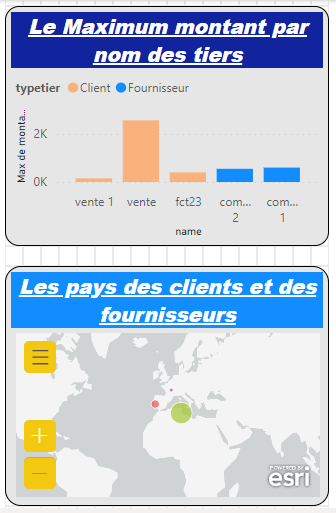 Le Maximum montant par
nom des tiers
typetier Client Fournisseur
Max de monta...
2K
0K
vente 1 vente fct23 com... 2 com... 1
name
Les pays des clients et des
fournisseurs
POWERED BY
esri